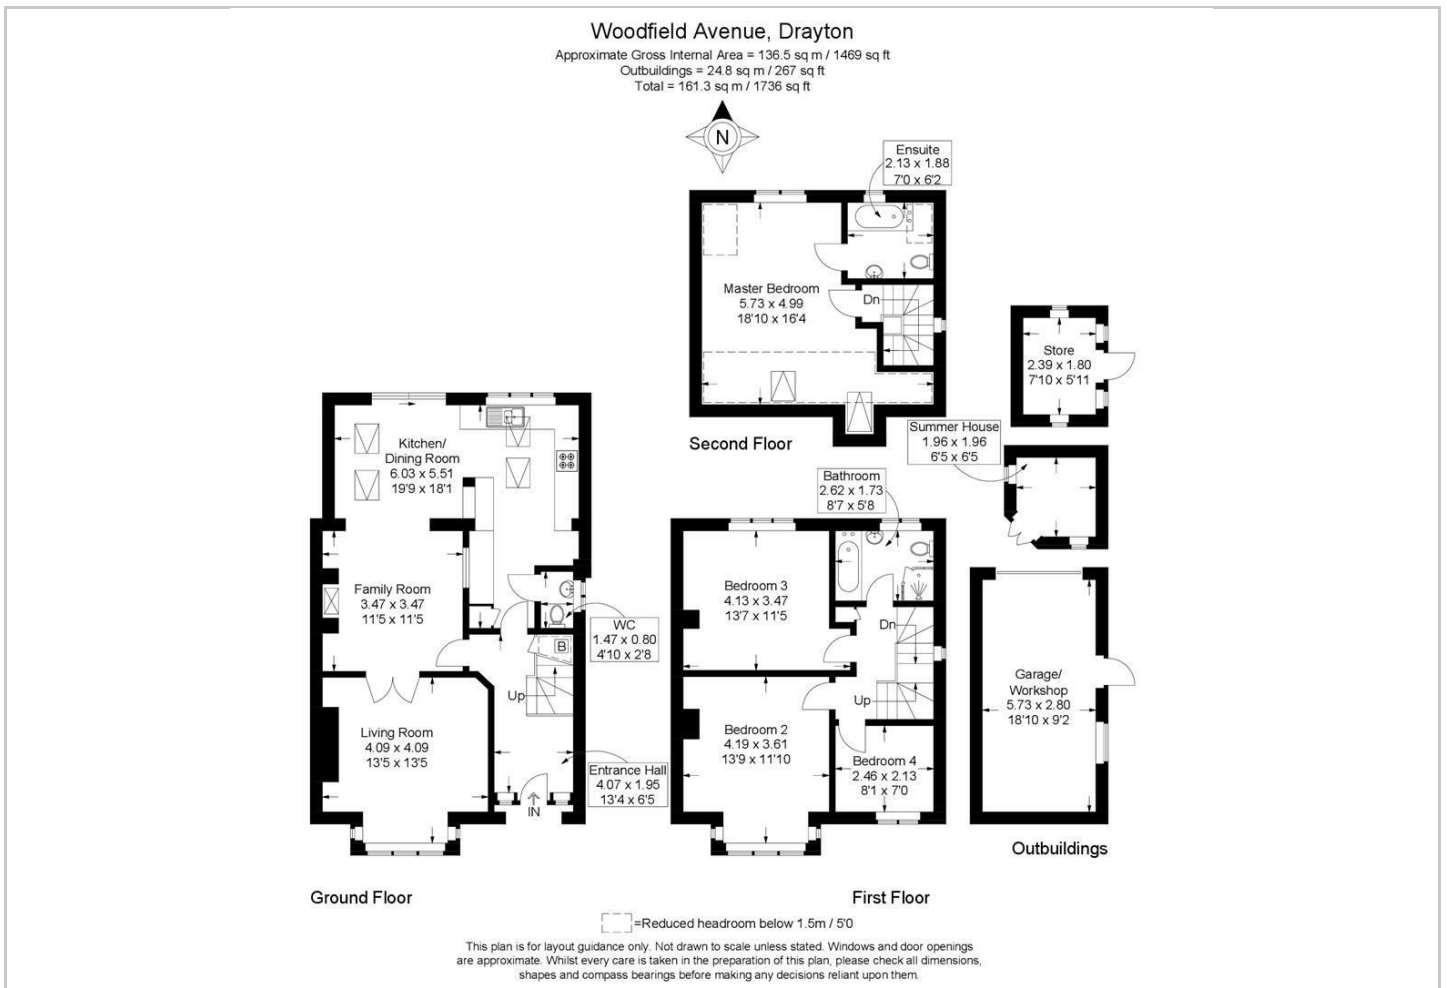 Woodfield Avenue, Drayton
Approximate Gross Internal Area = 136.5 sq m / 1469 sq ft
Outbuildings = 24.8 sq m / 267 sq ft
Total = 161.3 sq m / 1736 sq ft
N
Ensuite
2.13 x 1.88
7'0 x 6'2
Master Bedroom
5.73 x 4.99
18'10 x 16'4
Dn
Second Floor
Store
2.39 x 1.80
7'10 x 5'11
Summer House
1.96 x 1.96
6'5 x 6'5
Kitchen/
Dining Room
6.03 x 5.51
19'9 x 18'1
Family Room
3.47 x 3.47
11'5 x 11'5
WC
1.47 x 0.80
4'10 x 2'8
B
Up
Living Room
4.09 x 4.09
13'5 x 13'5
Entrance Hall
4.07 x 1.95
13'4 x 6'5
IN
Ground Floor
Bathroom
2.62 x 1.73
8'7 x 5'8
Bedroom 3
4.13 x 3.47
13'7 x 11'5
Dn
Up
Bedroom 2
4.19 x 3.61
13'9 x 11'10
Bedroom 4
2.46 x 2.13
8'1 x 7'0
First Floor
Garage/
Workshop
5.73 x 2.80
18'10 x 9'2
Outbuildings
=Reduced headroom below 1.5m / 5'0
This plan is for layout guidance only. Not drawn to scale unless stated. Windows and door openings
are approximate. Whilst every care is taken in the preparation of this plan, please check all dimensions,
shapes and compass bearings before making any decisions reliant upon them.